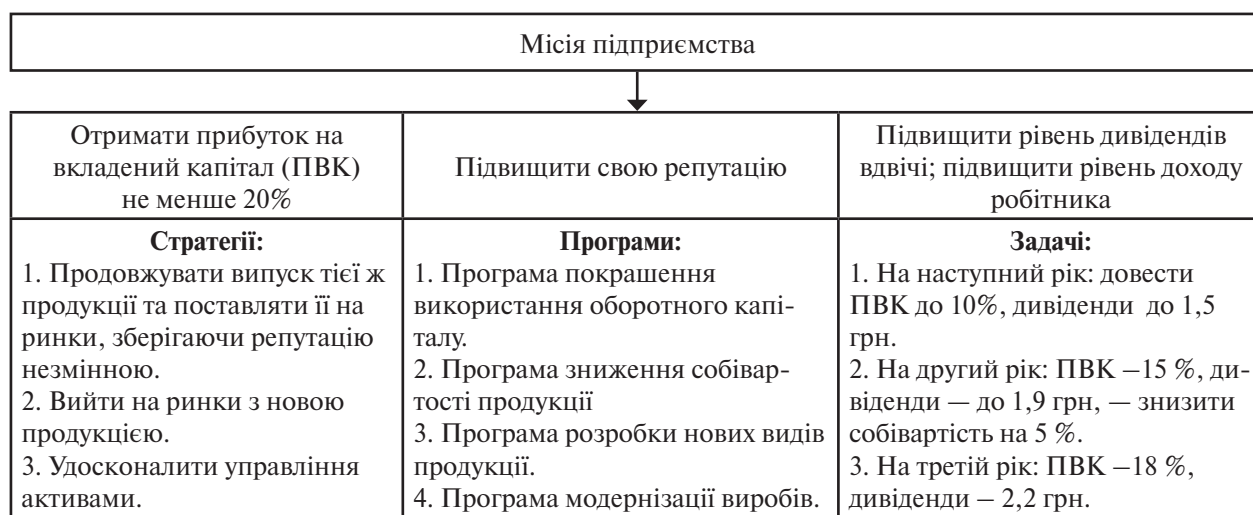 Місія підприємства
Отримати прибуток на
вкладений капітал (ПВК)
не менше 20%
Підвищити свою репутацію
Підвищити рівень дивідендів
вдвічі; підвищити рівень доходу
робітника
Стратегії:
1. Продовжувати випуск тієї ж
продукції та поставляти її на
ринки, зберігаючи репутацію
незмінною.
2. Вийти на ринки з новою
продукцією.
3. Удосконалити управління
активами.
Програми:
1. Програма покрашення
використання оборотного капі-
талу.
2. Програма зниження собівар-
тості продукції
3. Програма розробки нових видів
продукції.
4. Програма модернізації виробів.
Задачі:
1. На наступний рік: довести
ПВК до 10%, дивіденди до 1,5
грн.
2. На другий рік: ПВК –15 %, ди-
віденди — до 1,9 грн, — знизити
собівартість на 5 %.
3. На третій рік: ПВК –18 %,
дивіденди – 2,2 грн.